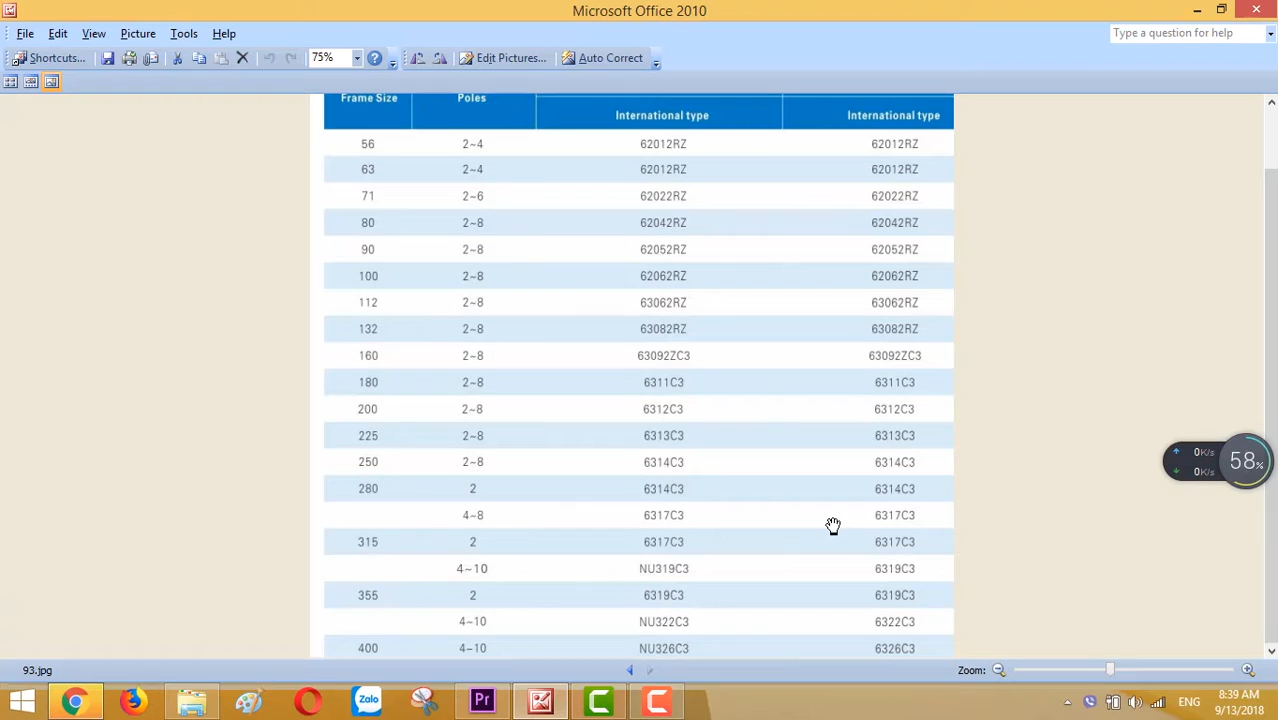 Microsoft Office 2010
File Edit View Picture Tools Help
Type a question for help
Shortcuts... 75% Edit Pictures... Auto Correct
Frame Size Poles
International type International type
56 2~4 62012RZ 62012RZ
63 2~4 62012RZ 62012RZ
71 2~6 62022RZ 62022RZ
80 2~8 62042RZ 62042RZ
90 2~8 62052RZ 62052RZ
100 2~8 62062RZ 62062RZ
112 2~8 63062RZ 63062RZ
132 2~8 63082RZ 63082RZ
160 2~8 63092ZC3 63092ZC3
180 2~8 6311C3 6311C3
200 2~8 6312C3 6312C3
225 2~8 6313C3 6313C3
250 2~8 6314C3 6314C3
280 2 6314C3 6314C3
4~8 6317C3 6317C3
315 2 6317C3 6317C3
4~10 NU319C3 6319C3
355 2 6319C3 6319C3
4~10 NU322C3 6322C3
400 4~10 NU326C3 6326C3
0K/s
0K/s
58%
93.jpg
Zoom:
Zalo
Pr
ENG
8:39 AM
9/13/2018